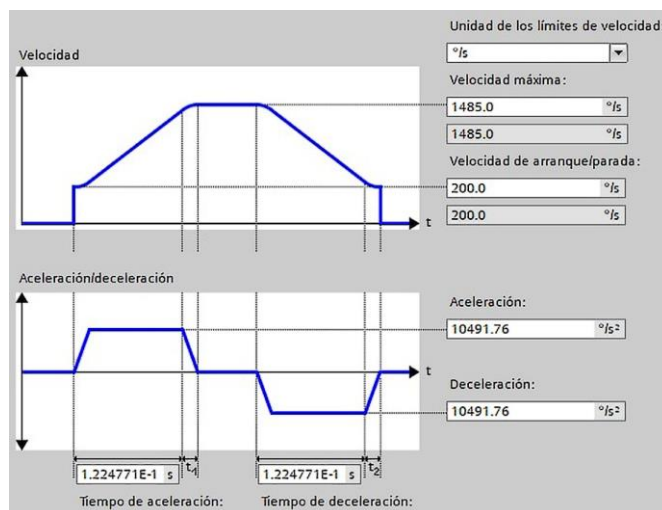 Unidad de los límites de velocidad
Velocidad
°/s
Velocidad máxima:
1485.0 °/s
1485.0 °/s
Velocidad de arranque/parada:
200.0 °/s
200.0 °/s
t
Aceleración/deceleración
Aceleración:
10491.76 °/s²
t
Deceleración:
10491.76 °/s²
1.224771E-1 s t1 1.224771E-1 s t2
Tiempo de aceleración: Tiempo de deceleración: